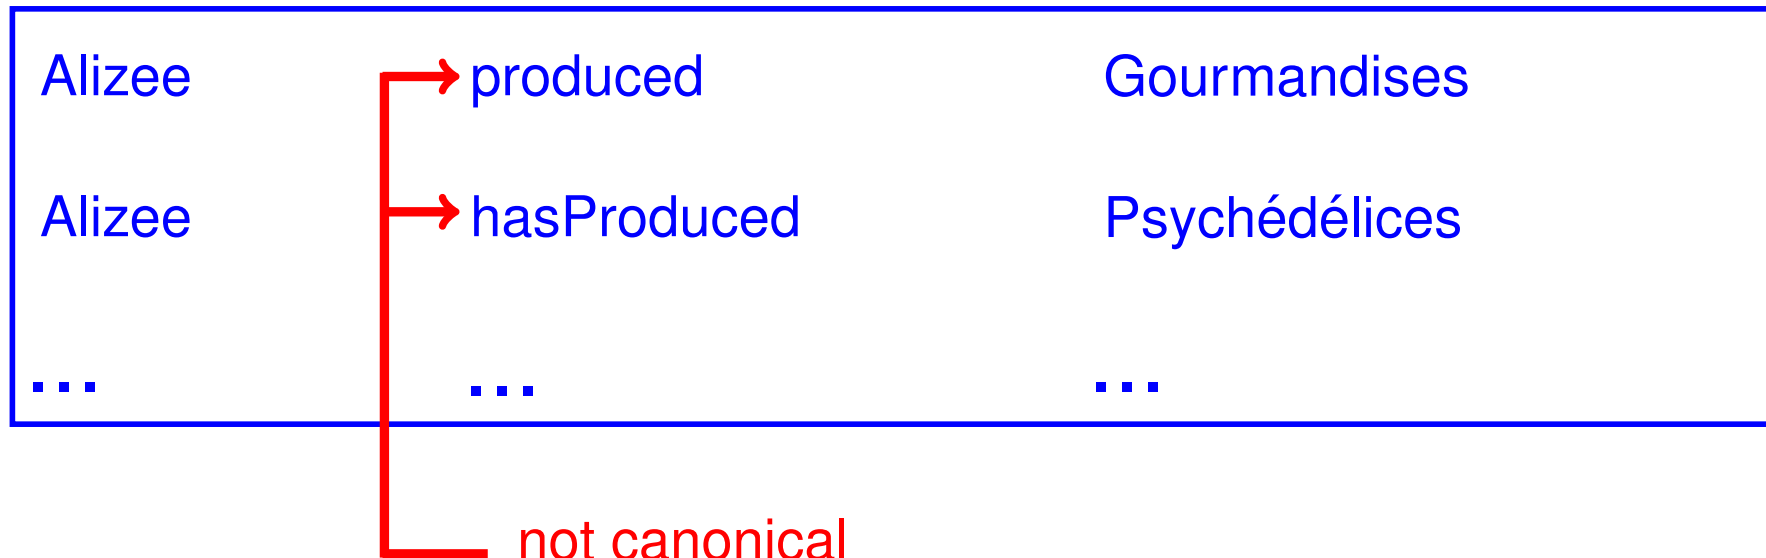 Alizee produced Gourmandises
Alizee hasProduced Psychédélices
... ... ...
not canonical